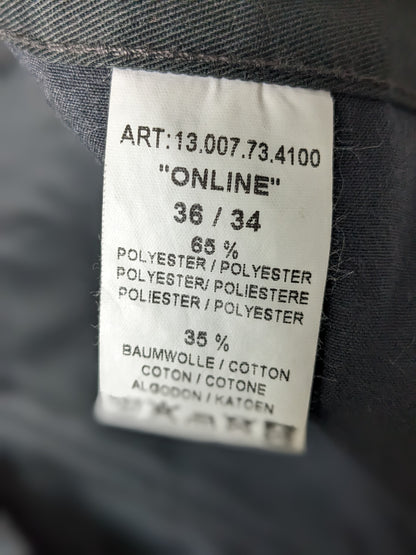 ART: 13.007.73.4100
"ONLINE"
36 / 34
65 %
POLYESTER / POLYESTER
POLYESTER/ POLIESTERE
POLIESTER / POLYESTER
35 %
BAUMWOLLE / COTTON
COTON / COTONE
ALGODON / KATOEN